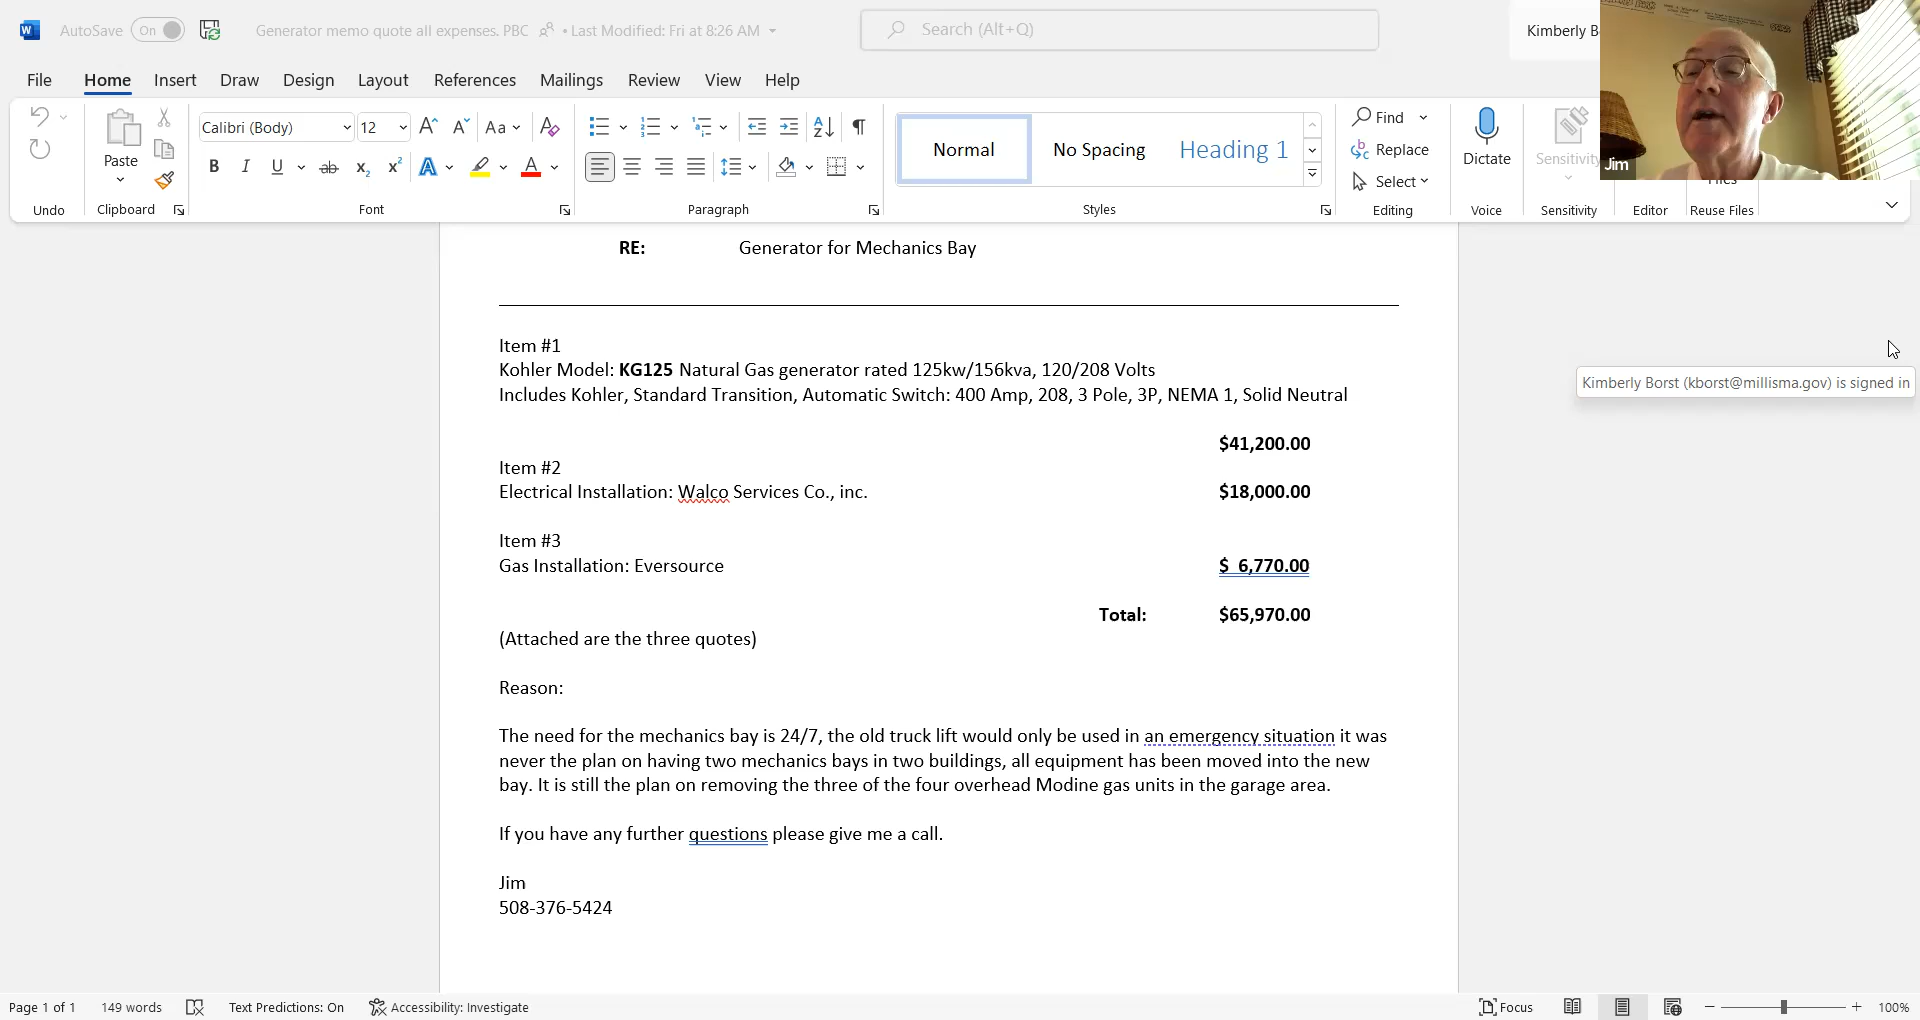 AutoSave On Generator memo quote all expenses. PBC • Last Modified: Fri at 8:26 AM Search (Alt+Q) Kimberly
File Home Insert Draw Design Layout References Mailings Review View Help
Paste
Calibri (Body) 12 Aa
Normal No Spacing Heading 1
Find
Replace
Select
Dictate
Sensitivity
Jim
Undo Clipboard Font Paragraph Styles Editing Voice Sensitivity Editor Reuse Files
RE: Generator for Mechanics Bay
Item #1
Kohler Model: KG125 Natural Gas generator rated 125kw/156kva, 120/208 Volts
Includes Kohler, Standard Transition, Automatic Switch: 400 Amp, 208, 3 Pole, 3P, NEMA 1, Solid Neutral
$41,200.00
Item #2
Electrical Installation: Walco Services Co., inc. $18,000.00
Item #3
Gas Installation: Eversource $ 6,770.00
Total: $65,970.00
(Attached are the three quotes)
Reason:
The need for the mechanics bay is 24/7, the old truck lift would only be used in an emergency situation it was
never the plan on having two mechanics bays in two buildings, all equipment has been moved into the new
bay. It is still the plan on removing the three of the four overhead Modine gas units in the garage area.
If you have any further questions please give me a call.
Jim
508-376-5424
Kimberly Borst (kborst@millisma.gov) is signed in
Page 1 of 1 149 words Text Predictions: On Accessibility: Investigate Focus 100%